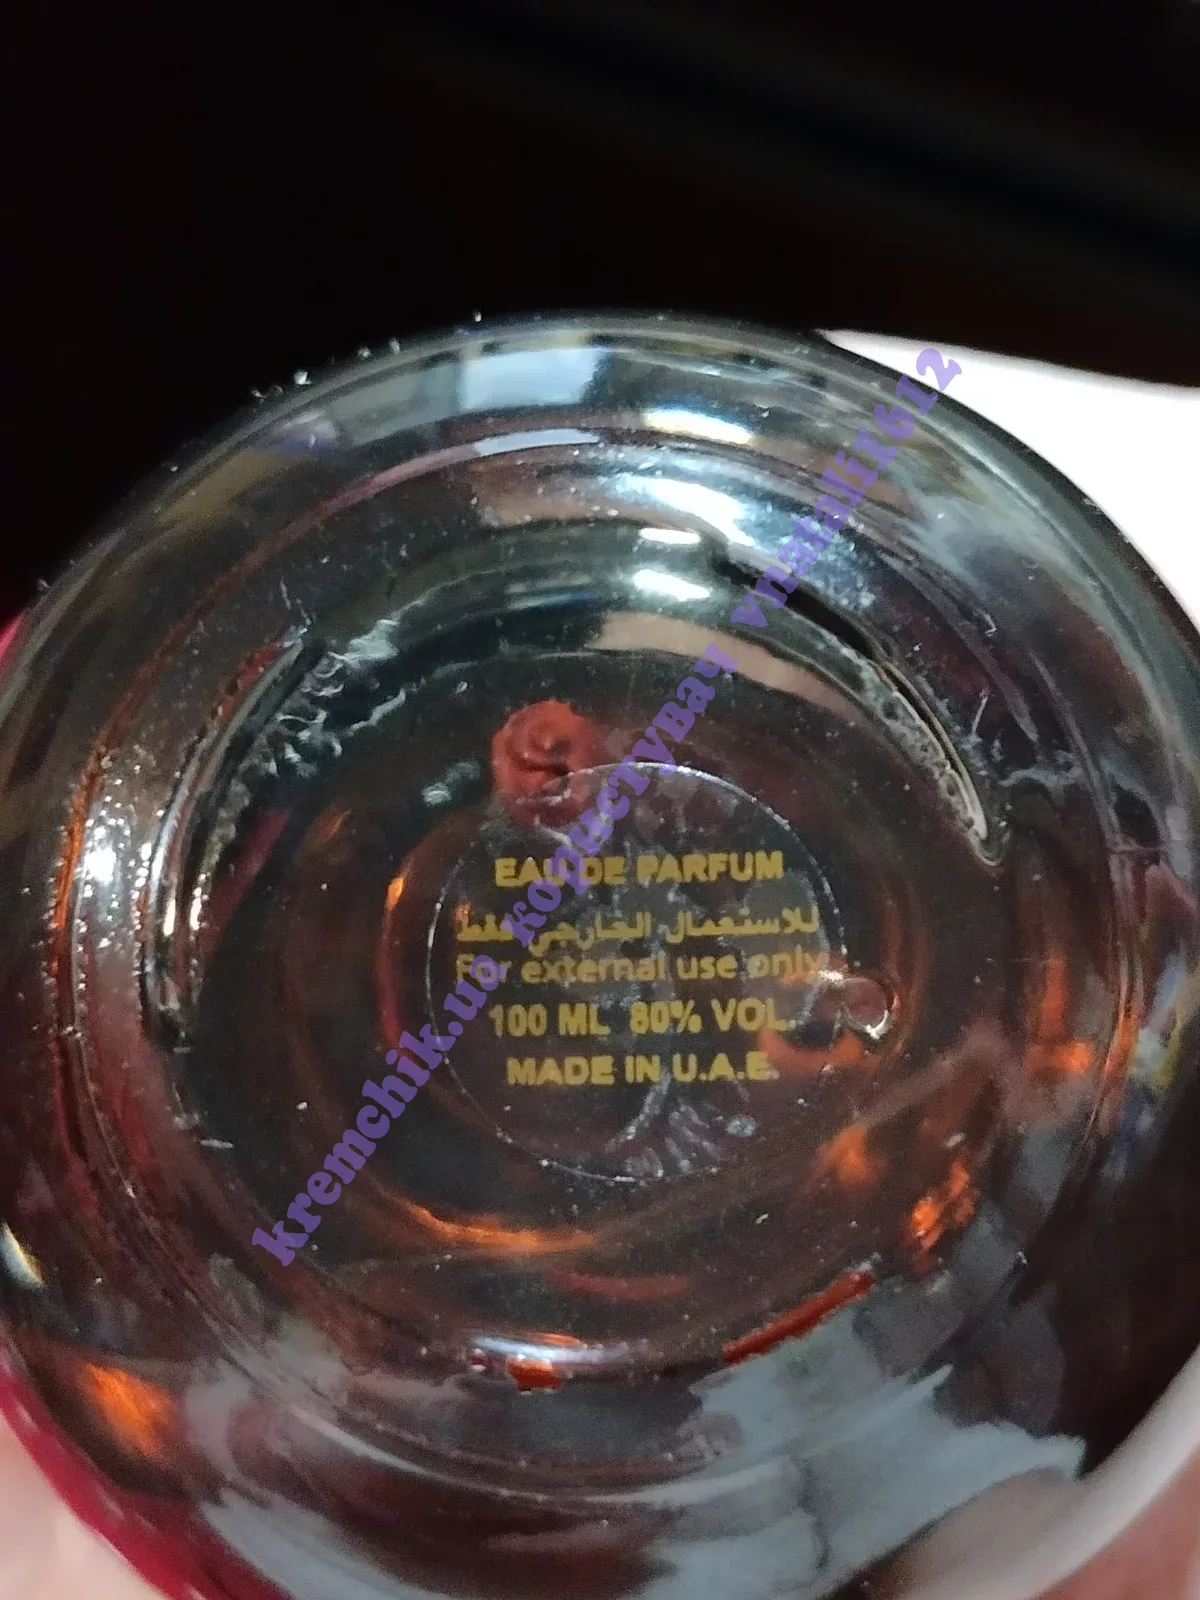 EAU DE PARFUM
للاستعمال الخارجي فقط
For external use only
100 ML 80% VOL.
MADE IN U.A.E.
kremchik.ua користувач vnatali1612